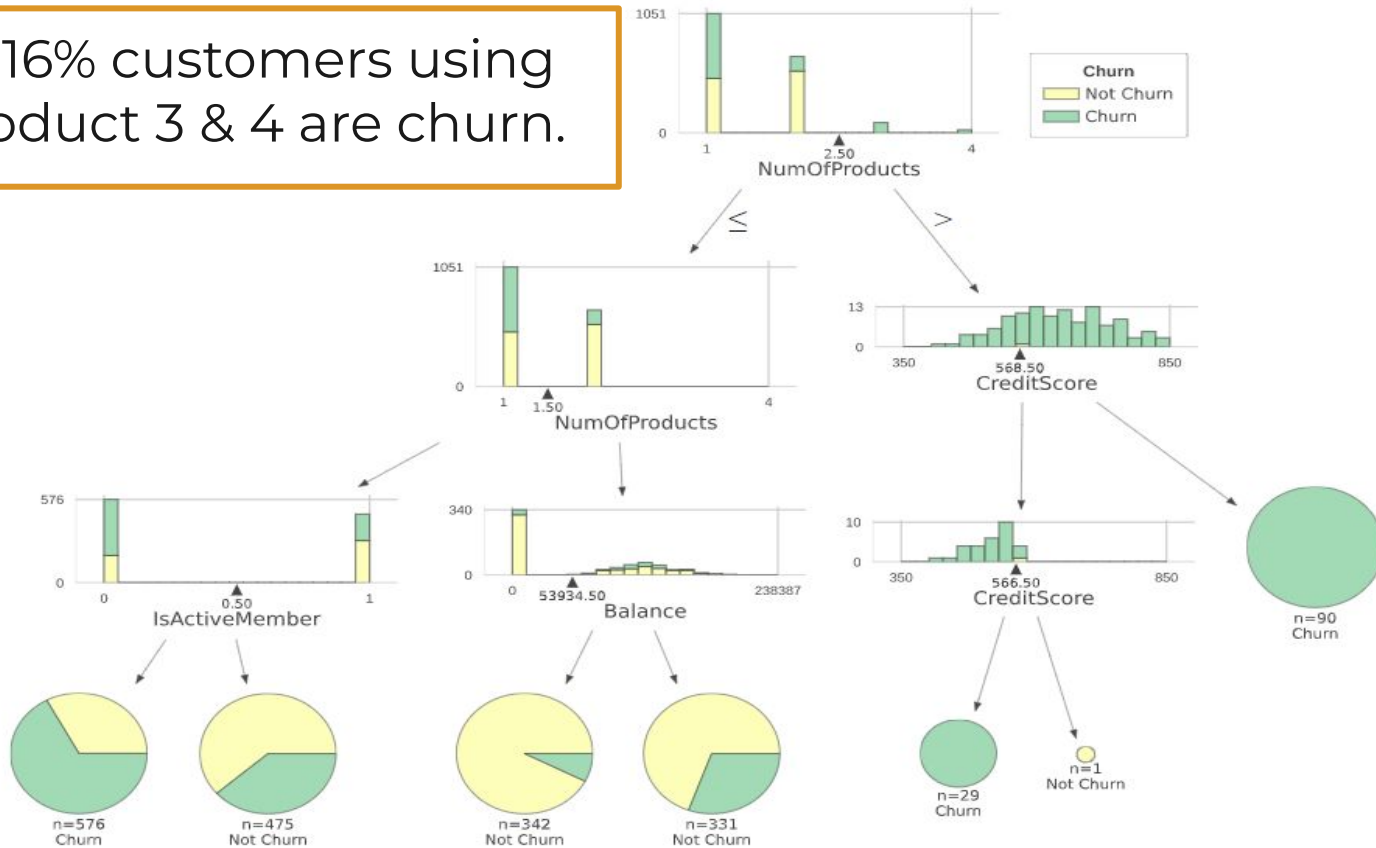 16% customers using
oduct 3 & 4 are churn.
1051
0
1
2.50
4
NumOfProducts
Churn
Not Churn
Churn
≤
>
1051
0
1
1.50
4
NumOfProducts
13
0
350
568.50
850
CreditScore
576
0
0
0.50
1
IsActiveMember
340
0
0
53934.50
238387
Balance
10
0
350
566.50
850
CreditScore
n=90
Churn
n=576
Churn
n=475
Not Churn
n=342
Not Churn
n=331
Not Churn
n=29
Churn
n=1
Not Churn